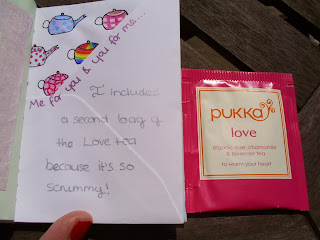 Me for you & you for me...
I included
a second bag of
the Love tea
because it's so
scrummy!
pukka
love
organic rose, chamomile
& lavender tea
to warm your heart